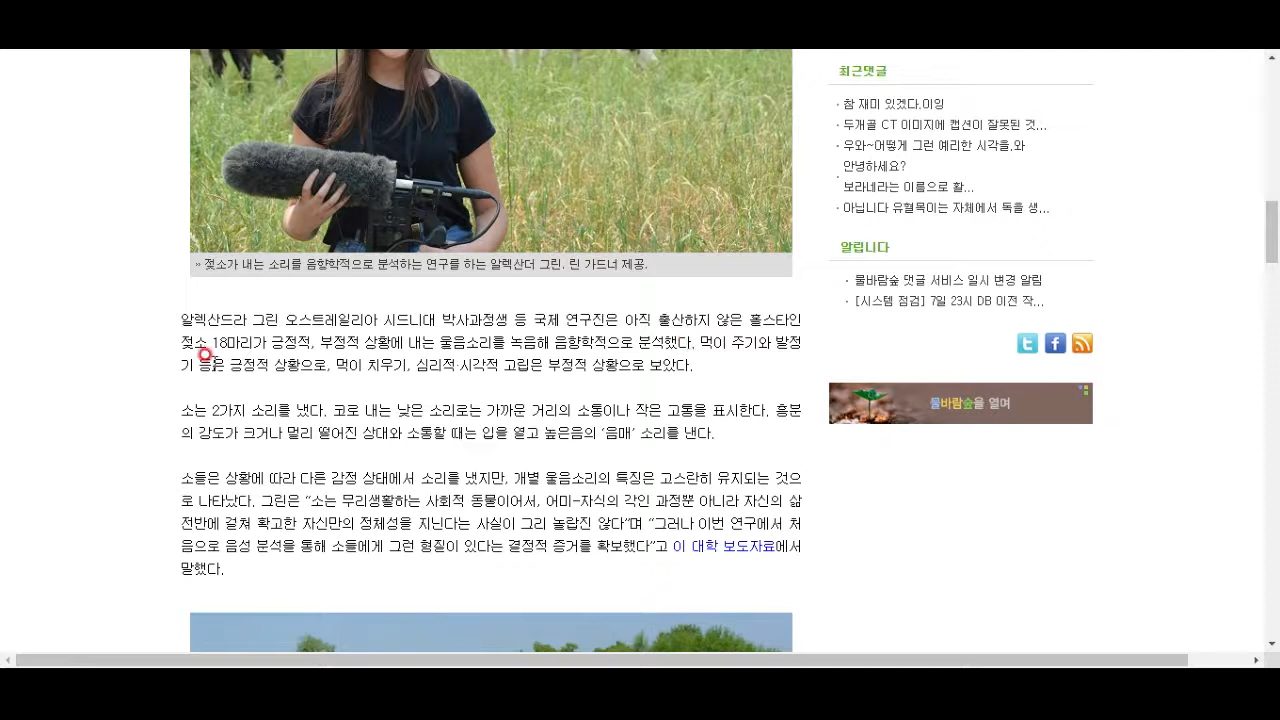 » 젖소가 내는 소리를 음향학적으로 분석하는 연구를 하는 알렉산더 그린. 린 가드너 제공.
알렉산드라 그린 오스트레일리아 시드니대 박사과정생 등 국제 연구진은 아직 출산하지 않은 홀스타인
젖소 18마리가 긍정적, 부정적 상황에 내는 울음소리를 녹음해 음향학적으로 분석했다. 먹이 주기와 발정
기 등은 긍정적 상황으로, 먹이 치우기, 심리적·시각적 고립은 부정적 상황으로 보았다.
소는 2가지 소리를 냈다. 코로 내는 낮은 소리로는 가까운 거리의 소통이나 작은 고통을 표시한다. 흥분
의 강도가 크거나 멀리 떨어진 상대와 소통할 때는 입을 열고 높은음의 ‘음매’ 소리를 낸다.
소들은 상황에 따라 다른 감정 상태에서 소리를 냈지만, 개별 울음소리의 특징은 고스란히 유지되는 것으
로 나타났다. 그린은 “소는 무리생활하는 사회적 동물이어서, 어미-자식의 각인 과정뿐 아니라 자신의 삶
전반에 걸쳐 확고한 자신만의 정체성을 지닌다는 사실이 그리 놀랍진 않다”며 “그러나 이번 연구에서 처
음으로 음성 분석을 통해 소들에게 그런 형질이 있다는 결정적 증거를 확보했다”고 이 대학 보도자료에서
말했다.
최근댓글
· 참 재미 있겠다.이잉
· 두개골 CT 이미지에 캡션이 잘못된 것...
· 우와~어떻게 그런 예리한 시각을.와
안녕하세요?
· 보라네라는 이름으로 활...
· 아닙니다 유혈목이는 자체에서 독을 생...
알립니다
· 물바람숲 댓글 서비스 일시 변경 알림
· [시스템 점검] 7일 23시 DB 이전 작...
물바람숲을 열며